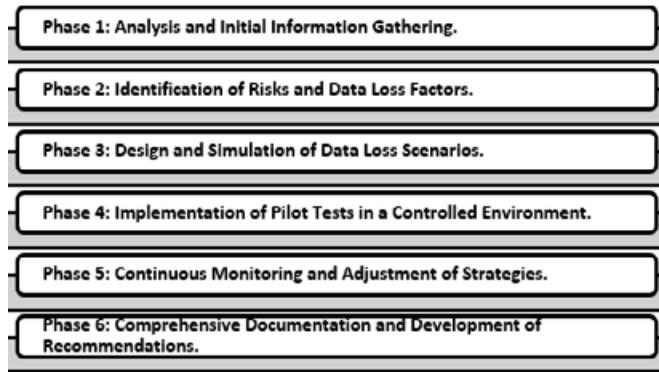 Phase 1: Analysis and Initial Information Gathering.
Phase 2: Identification of Risks and Data Loss Factors.
Phase 3: Design and Simulation of Data Loss Scenarios.
Phase 4: Implementation of Pilot Tests in a Controlled Environment.
Phase 5: Continuous Monitoring and Adjustment of Strategies.
Phase 6: Comprehensive Documentation and Development of
Recommendations.